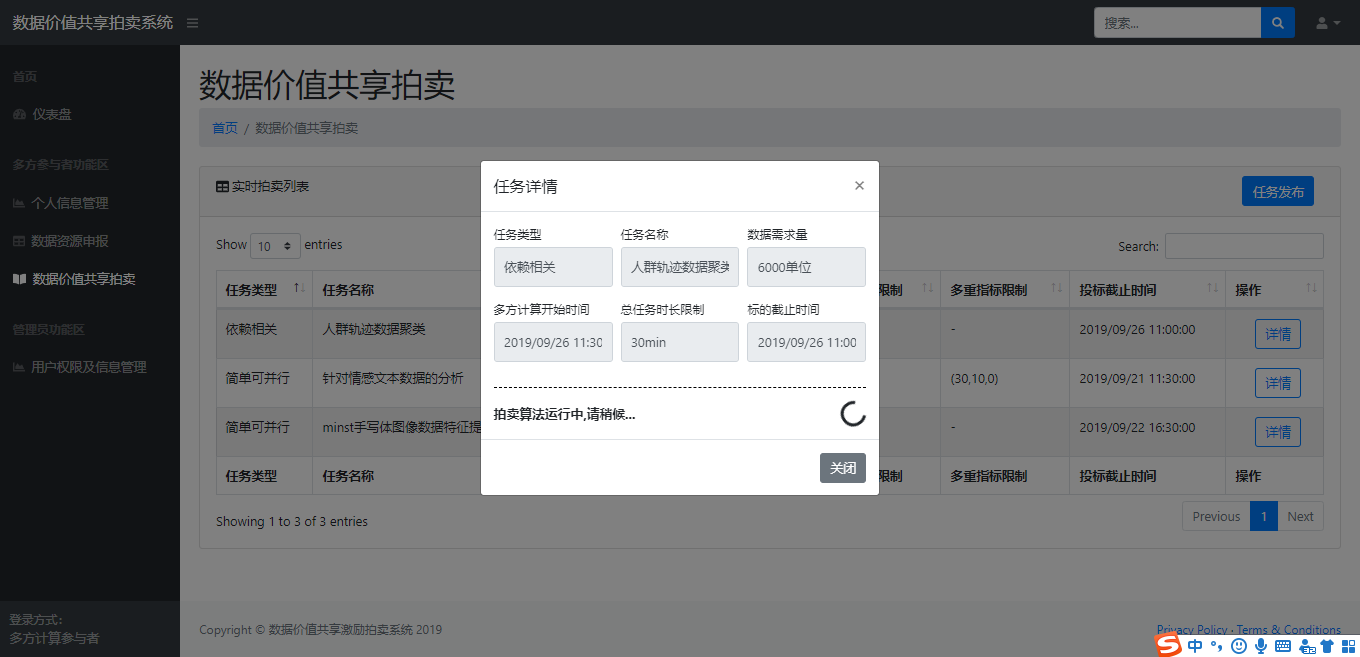 数据价值共享拍卖系统
搜索...
首页
仪表盘
多方参与者功能区
个人信息管理
数据资源申报
数据价值共享拍卖
管理员功能区
用户权限及信息管理
登录方式:
多方计算参与者
数据价值共享拍卖
首页 / 数据价值共享拍卖
实时拍卖列表
任务发布
Show 10 entries
Search:
任务类型 任务名称 限制 多重指标限制 投标截止时间 操作
依赖相关 人群轨迹数据聚类 - 2019/09/26 11:00:00 详情
简单可并行 针对情感文本数据的分析 (30,10,0) 2019/09/21 11:30:00 详情
简单可并行 minst手写体图像数据特征提 - 2019/09/22 16:30:00 详情
任务类型 任务名称 限制 多重指标限制 投标截止时间 操作
Showing 1 to 3 of 3 entries
Previous 1 Next
任务详情 ×
任务类型 任务名称 数据需求量
依赖相关 人群轨迹数据聚类 6000单位
多方计算开始时间 总任务时长限制 标的截止时间
2019/09/26 11:30 30min 2019/09/26 11:00
拍卖算法运行中,请稍候...
关闭
Copyright © 数据价值共享激励拍卖系统 2019
Privacy Policy · Terms & Conditions
中